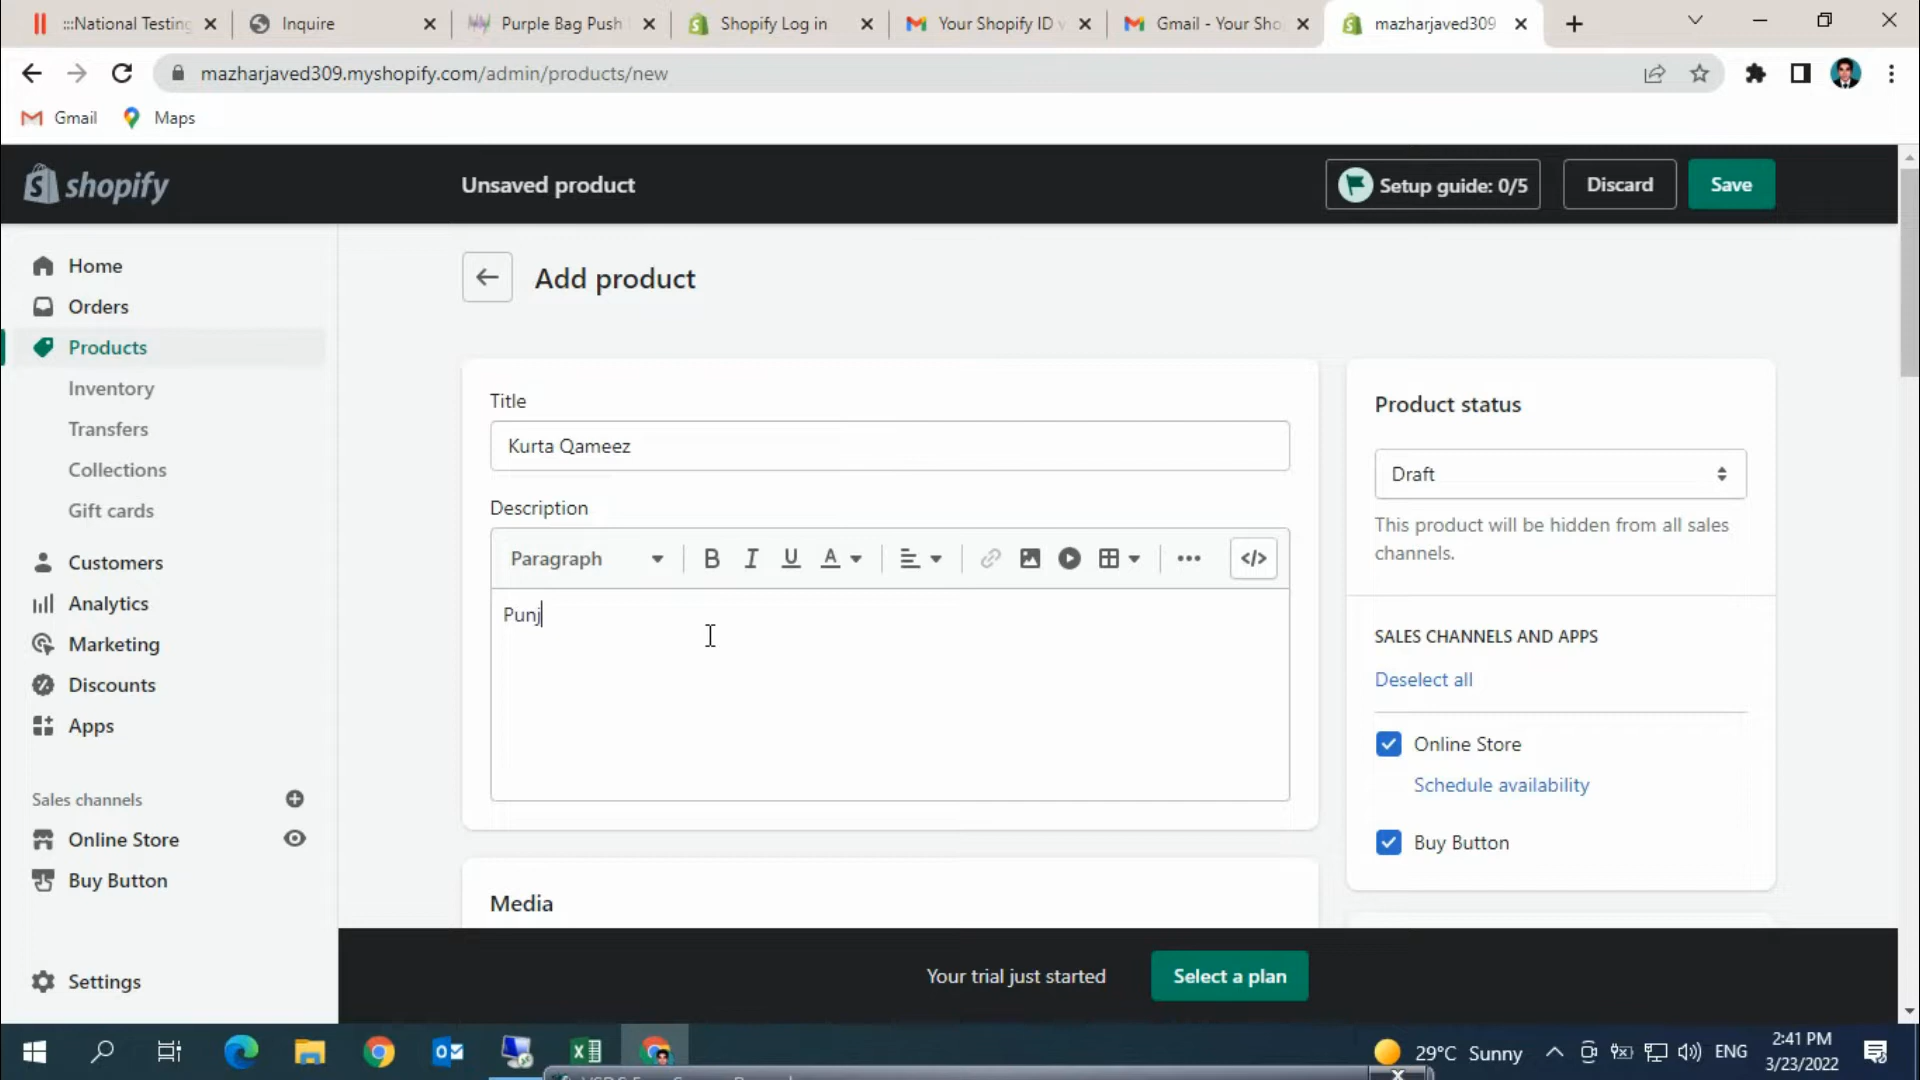 :::National Testing
Inquire
Purple Bag Push
Shopify Log in
Your Shopify ID
Gmail - Your Sho
mazharjaved309
mazharjaved309.myshopify.com/admin/products/new
Gmail
Maps
shopify
Unsaved product
Setup guide: 0/5
Discard
Save
Home
Orders
Products
Inventory
Transfers
Collections
Gift cards
Customers
Analytics
Marketing
Discounts
Apps
Sales channels
Online Store
Buy Button
Settings
Add product
Title
Kurta Qameez
Description
Paragraph
B I U A
</>
Punj
Media
Product status
Draft
This product will be hidden from all sales
channels.
SALES CHANNELS AND APPS
Deselect all
Online Store
Schedule availability
Buy Button
Your trial just started
Select a plan
29°C Sunny
ENG
2:41 PM
3/23/2022